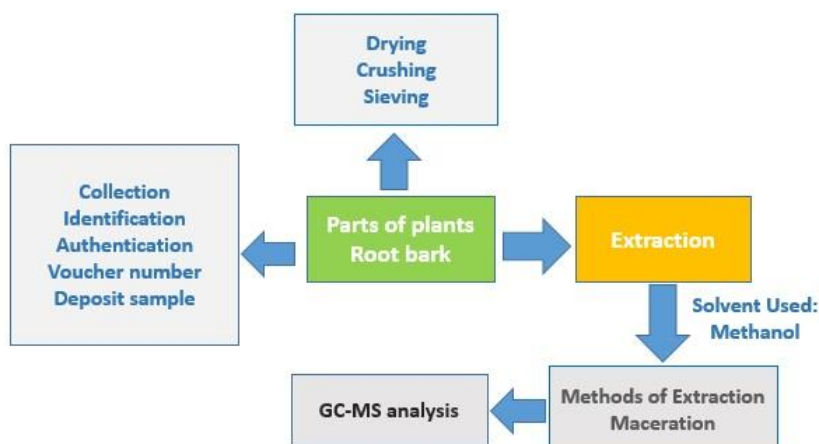 Drying
Crushing
Sieving
Collection
Identification
Authentication
Voucher number
Deposit sample
Parts of plants
Root bark
Extraction
Solvent Used:
Methanol
GC-MS analysis
Methods of Extraction
Maceration